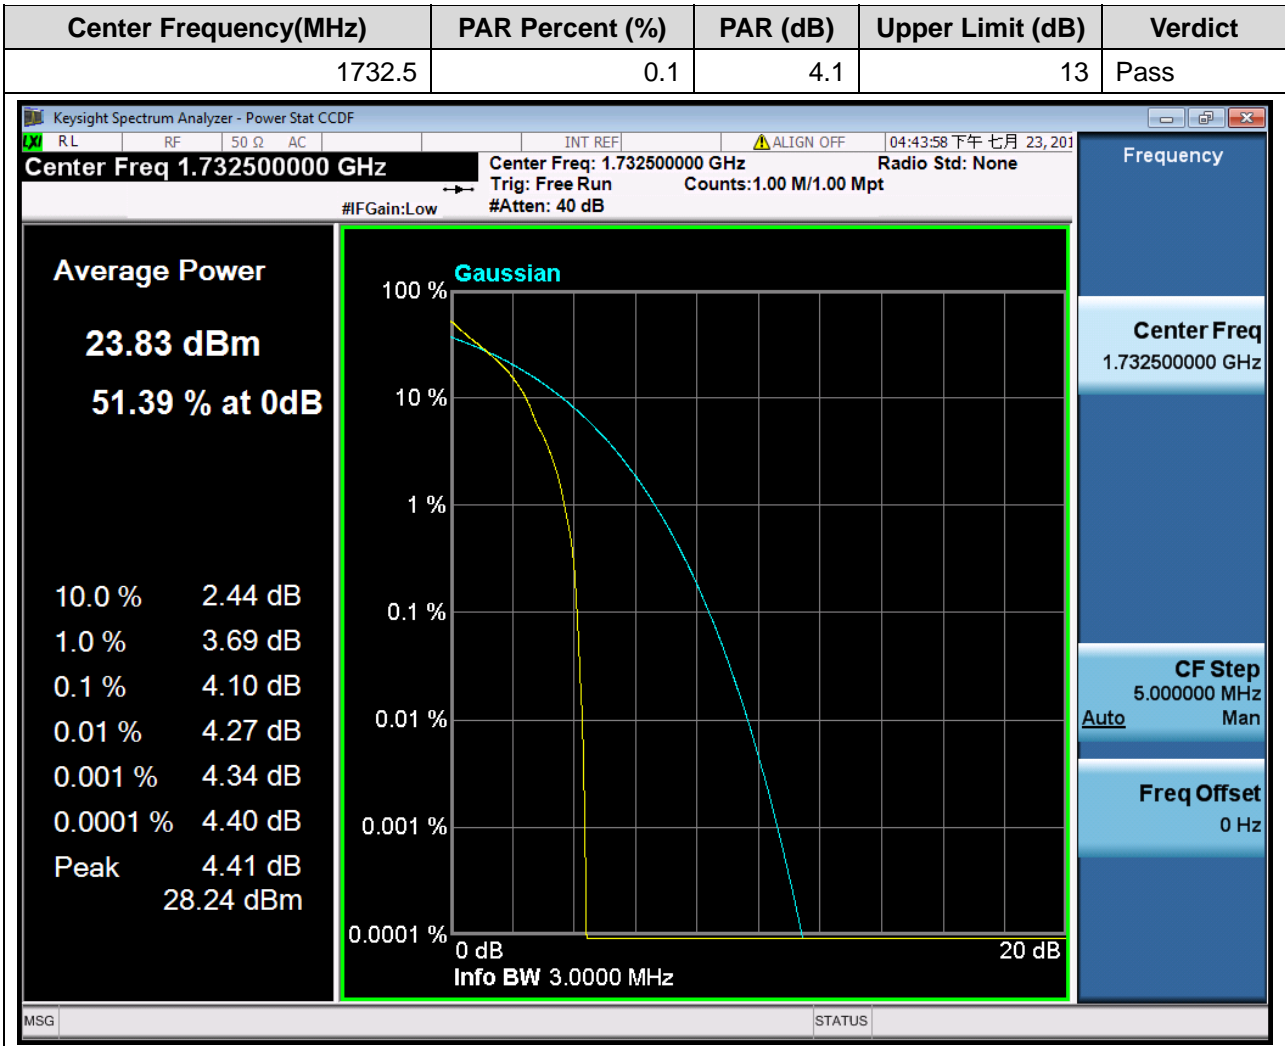 Center Frequency(MHz) PAR Percent (%) PAR (dB) Upper Limit (dB) Verdict
1732.5 0.1 4.1 13 Pass
Keysight Spectrum Analyzer - Power Stat CCDF
LXI RL RF 50 Ω AC INT REF ALIGN OFF 04:43:58 下午 七月 23, 201
Center Freq 1.732500000 GHz
Center Freq: 1.732500000 GHz Radio Std: None
Trig: Free Run Counts:1.00 M/1.00 Mpt
#IFGain:Low #Atten: 40 dB
Frequency
Average Power
23.83 dBm
51.39 % at 0dB
10.0 % 2.44 dB
1.0 % 3.69 dB
0.1 % 4.10 dB
0.01 % 4.27 dB
0.001 % 4.34 dB
0.0001 % 4.40 dB
Peak 4.41 dB
28.24 dBm
Gaussian
100 %
10 %
1 %
0.1 %
0.01 %
0.001 %
0.0001 %
0 dB 20 dB
Info BW 3.0000 MHz
Center Freq
1.732500000 GHz
CF Step
5.000000 MHz
Auto Man
Freq Offset
0 Hz
MSG STATUS